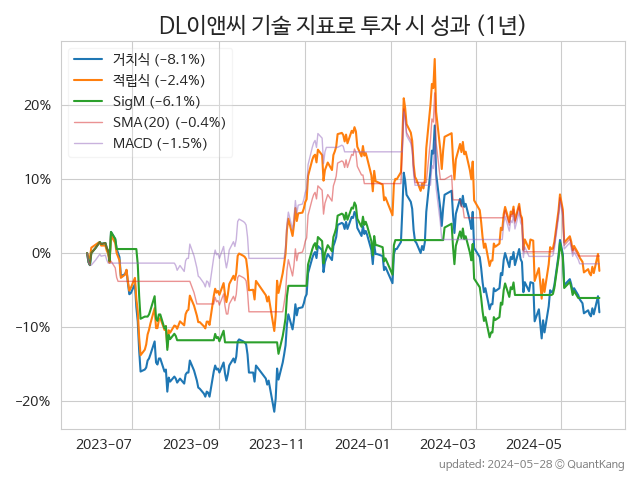 DL이앤씨 기술 지표로 투자 시 성과 (1년)
거치식 (−8.1%)
적립식 (−2.4%)
SigM (−6.1%)
SMA(20) (−0.4%)
MACD (−1.5%)
20%
10%
0%
−10%
−20%
2023-07 2023-09 2023-11 2024-01 2024-03 2024-05
updated: 2024-05-28 © QuantKang